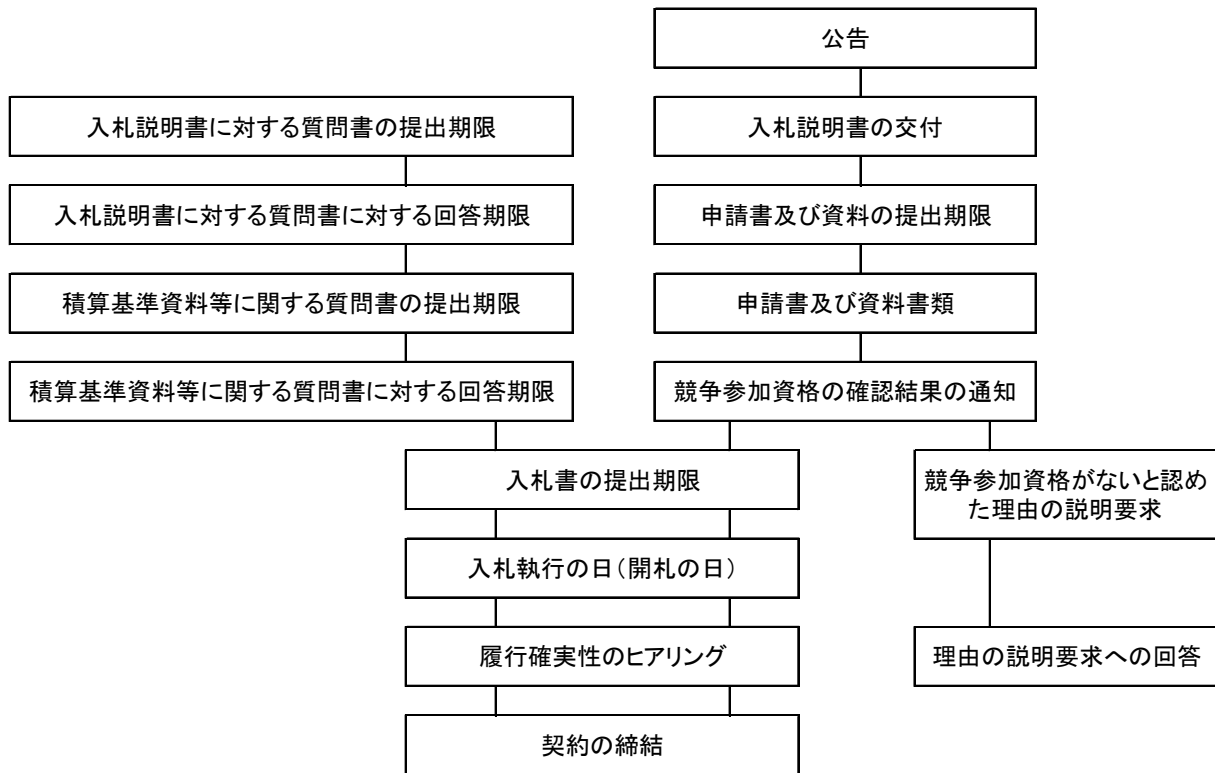 公告
入札説明書に対する質問書の提出期限
入札説明書の交付
入札説明書に対する質問書に対する回答期限
申請書及び資料の提出期限
積算基準資料等に関する質問書の提出期限
申請書及び資料書類
積算基準資料等に関する質問書に対する回答期限
競争参加資格の確認結果の通知
入札書の提出期限
競争参加資格がないと認め
た理由の説明要求
入札執行の日(開札の日)
履行確実性のヒアリング
理由の説明要求への回答
契約の締結